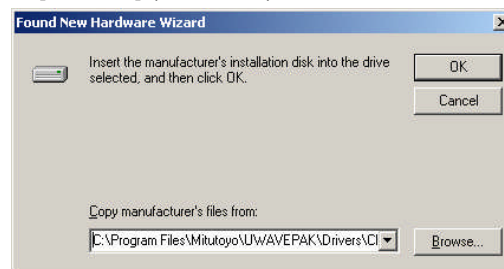 Found New Hardware Wizard
Insert the manufacturer's installation disk into the drive
selected, and then click OK.
OK
Cancel
Copy manufacturer's files from:
C:\Program Files\Mitutoyo\UWAVEPAK\Drivers\Cl
Browse...